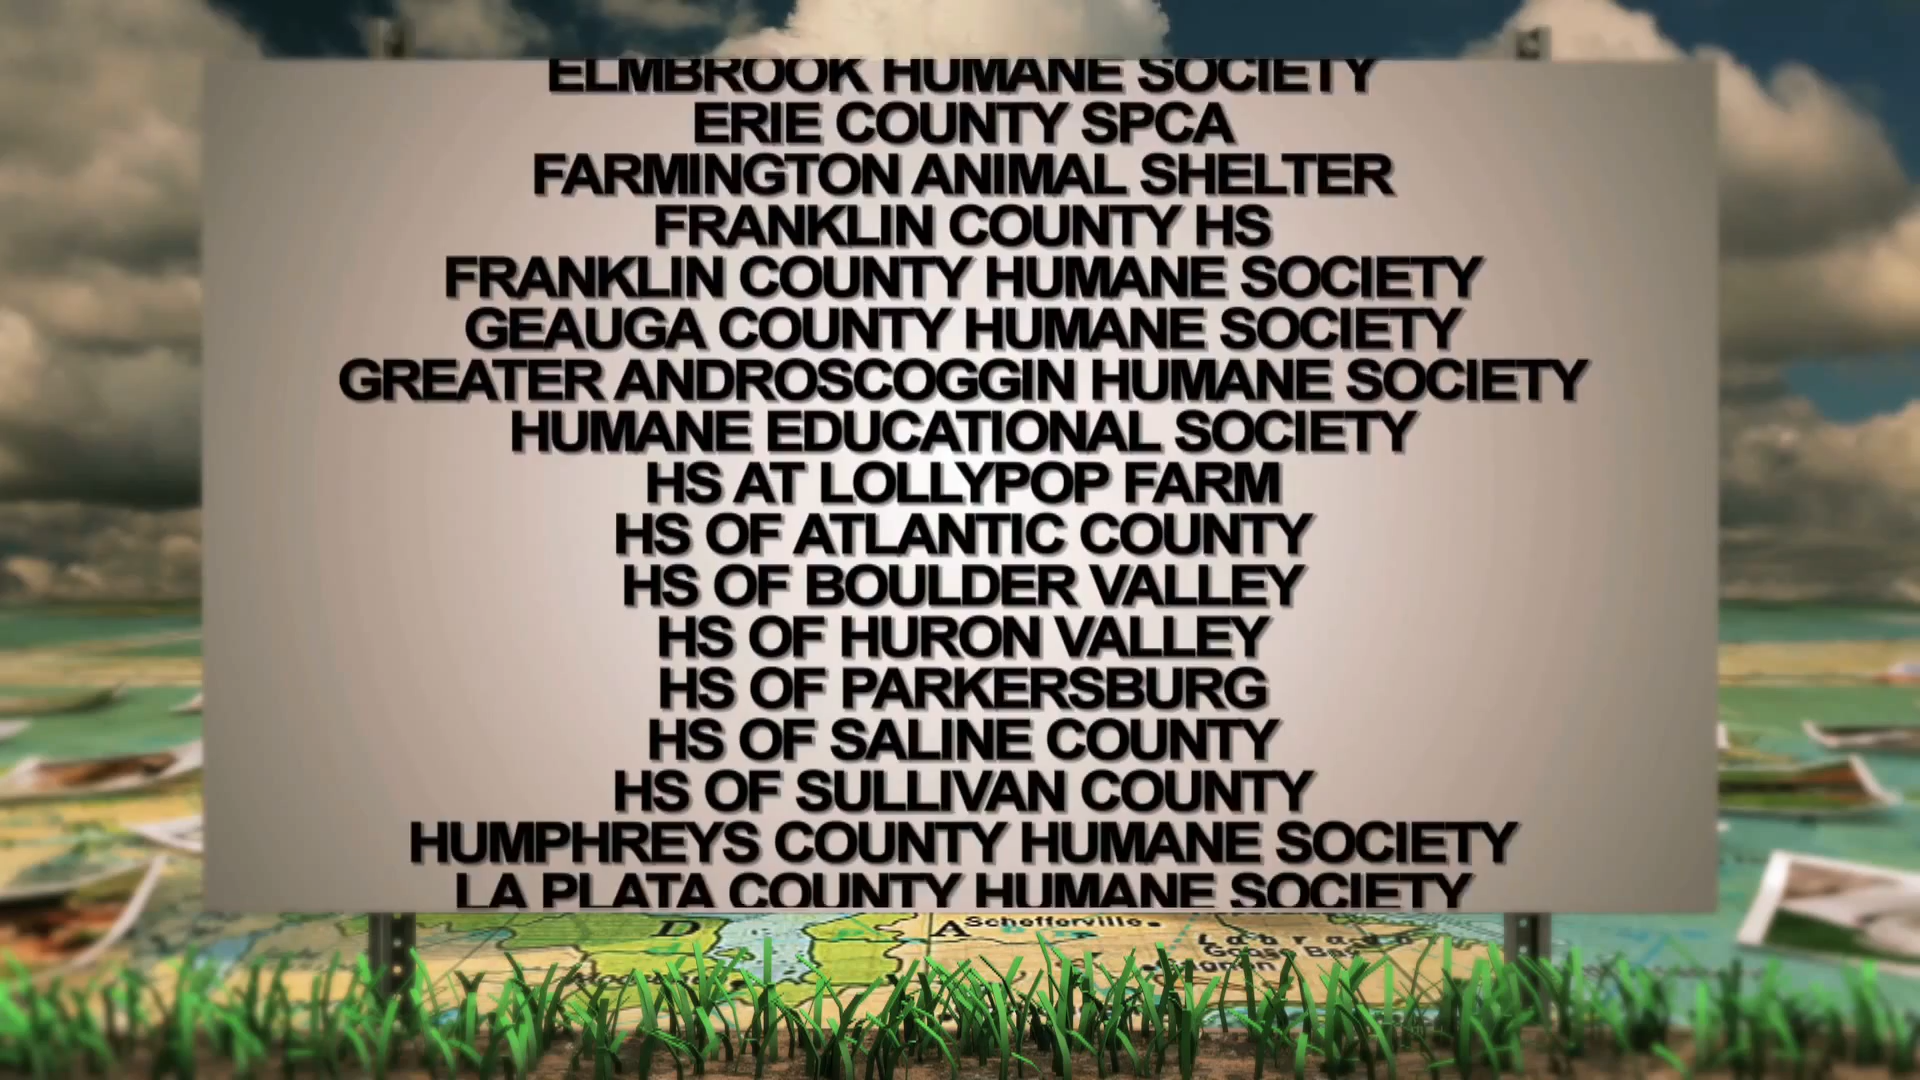 ELMBROOK HUMANE SOCIETY
ERIE COUNTY SPCA
FARMINGTON ANIMAL SHELTER
FRANKLIN COUNTY HS
FRANKLIN COUNTY HUMANE SOCIETY
GEAUGA COUNTY HUMANE SOCIETY
GREATER ANDROSCOGGIN HUMANE SOCIETY
HUMANE EDUCATIONAL SOCIETY
HS AT LOLLYPOP FARM
HS OF ATLANTIC COUNTY
HS OF BOULDER VALLEY
HS OF HURON VALLEY
HS OF PARKERSBURG
HS OF SALINE COUNTY
HS OF SULLIVAN COUNTY
HUMPHREYS COUNTY HUMANE SOCIETY
LA PLATA COUNTY HUMANE SOCIETY
D A Schefferville